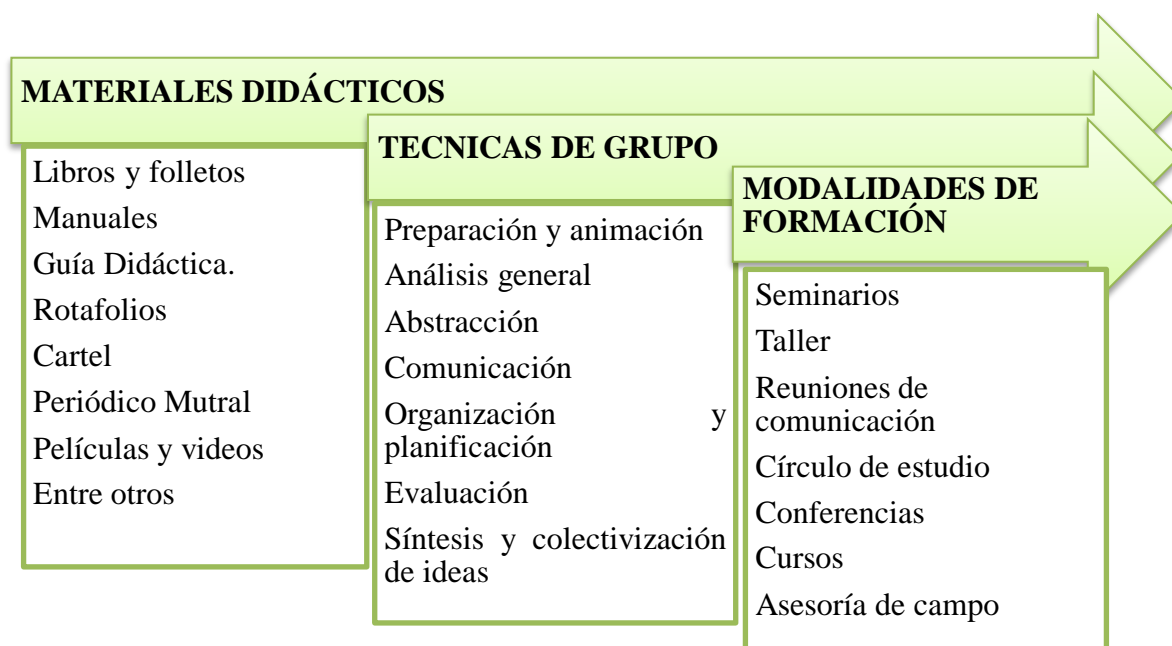 MATERIALES DIDÁCTICOS
Libros y folletos
Manuales
Guía Didáctica.
Rotafolios
Cartel
Periódico Mutral
Películas y videos
Entre otros
TECNICAS DE GRUPO
Preparación y animación
Análisis general
Abstracción
Comunicación
Organización y
planificación
Evaluación
Síntesis y colectivización
de ideas
MODALIDADES DE
FORMACIÓN
Seminarios
Taller
Reuniones de
comunicación
Círculo de estudio
Conferencias
Cursos
Asesoría de campo